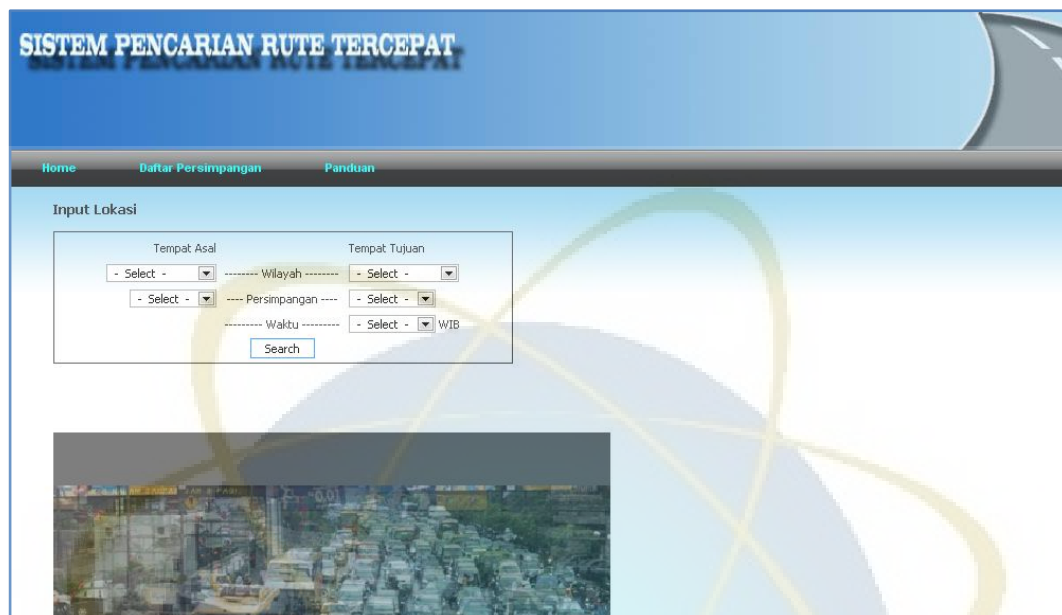 SISTEM PENCARIAN RUTE TERCEPAT
Home Daftar Persimpangan Panduan
Input Lokasi
Tempat Asal Tempat Tujuan
- Select - -------- Wilayah -------- - Select -
- Select - ---- Persimpangan ---- - Select -
--------- Waktu --------- - Select - WIB
Search